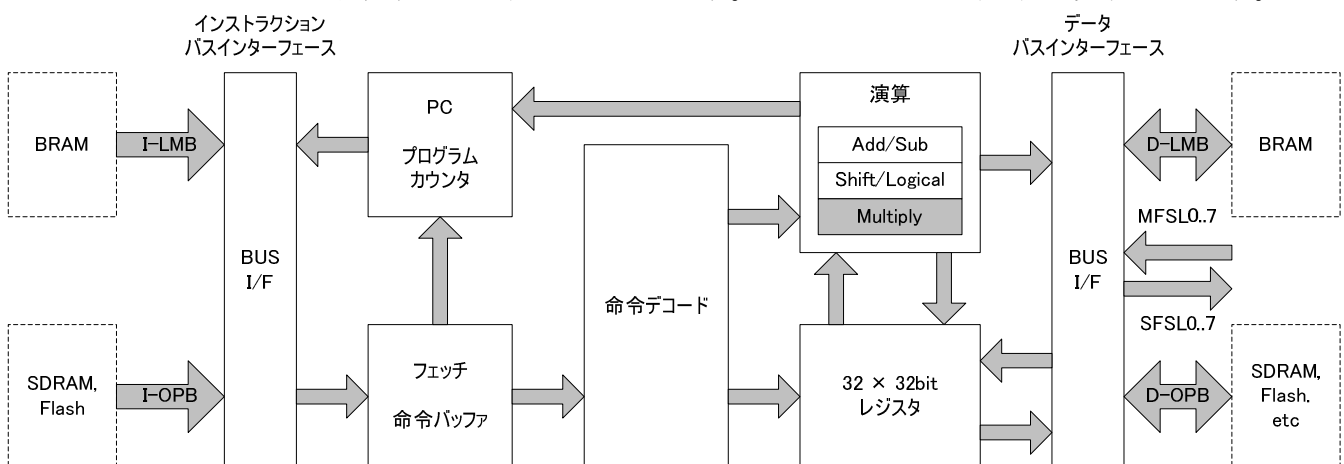 インストラクション
バスインターフェース
データ
バスインターフェース
BRAM
I-LMB
BUS
I/F
PC
プログラム
カウンタ
演算
Add/Sub
Shift/Logical
Multiply
D-LMB
BRAM
MFSL0..7
BUS
I/F
SFSL0..7
命令デコード
SDRAM,
Flash
I-OPB
フェッチ
命令バッファ
32 × 32bit
レジスタ
D-OPB
SDRAM,
Flash,
etc